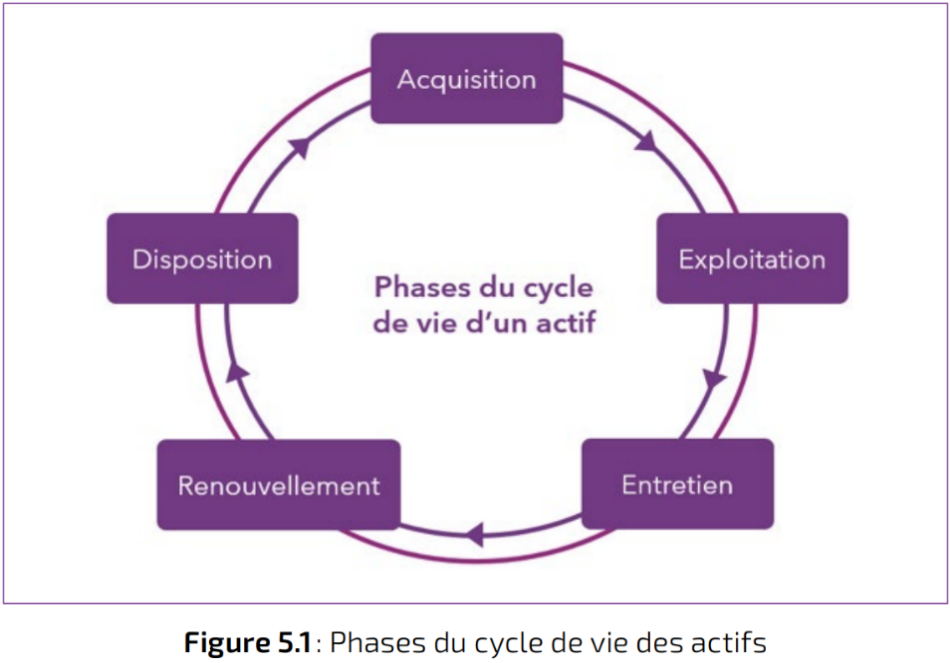 Acquisition
Disposition
Exploitation
Phases du cycle
de vie d'un actif
Renouvellement
Entretien
Figure 5.1 : Phases du cycle de vie des actifs